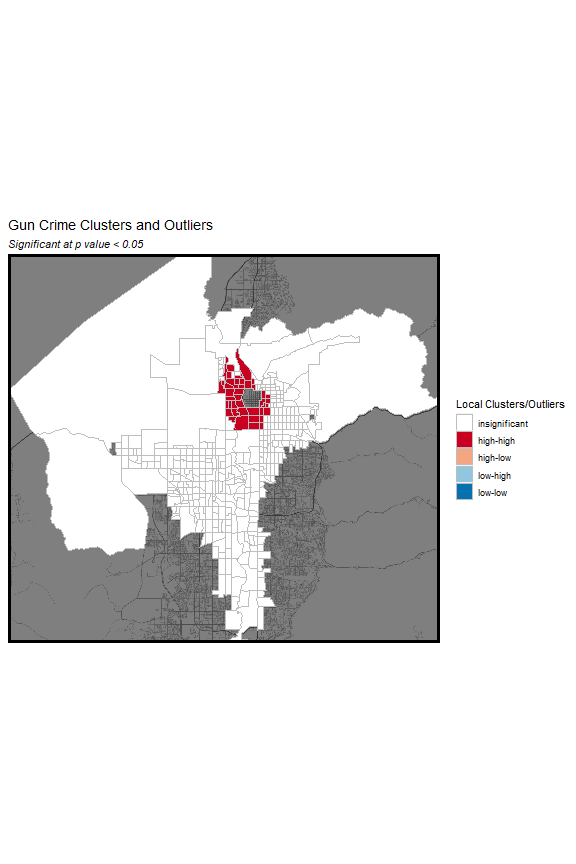 Gun Crime Clusters and Outliers
Significant at p value < 0.05
Local Clusters/Outliers
insignificant
high-high
high-low
low-high
low-low